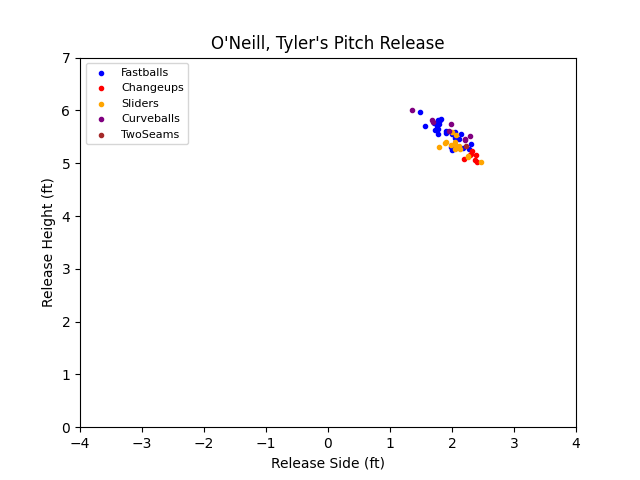 O'Neill, Tyler's Pitch Release
Release Height (ft)
7
6
5
4
3
2
1
0
Fastballs
Changeups
Sliders
Curveballs
TwoSeams
−4 −3 −2 −1 0 1 2 3 4
Release Side (ft)